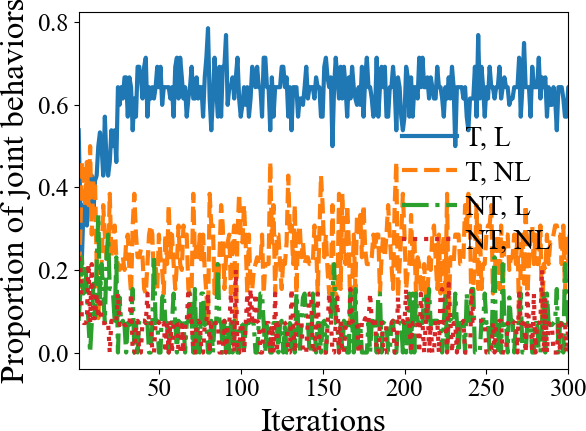 Proportion of joint behaviors
0.8
0.6
0.4
0.2
0.0
T, L
T, NL
NT, L
NT, NL
50
100
150
200
250
300
Iterations